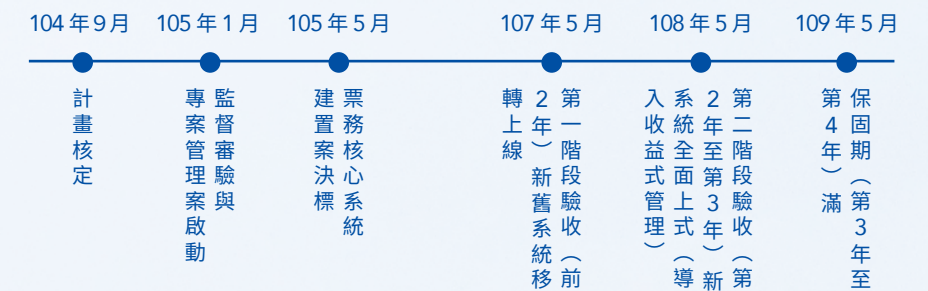 104年9月
計畫核定
105年1月
監督審驗與
專案管理案啟動
105年5月
票務核心系統
建置案決標
107年5月
第一階段驗收（前
2年）新舊系統移
轉上線
108年5月
第二階段驗收（第
2年至第3年）新
系統全面上式（導
入收益式管理）
109年5月
保固期（第3年至
第4年）滿